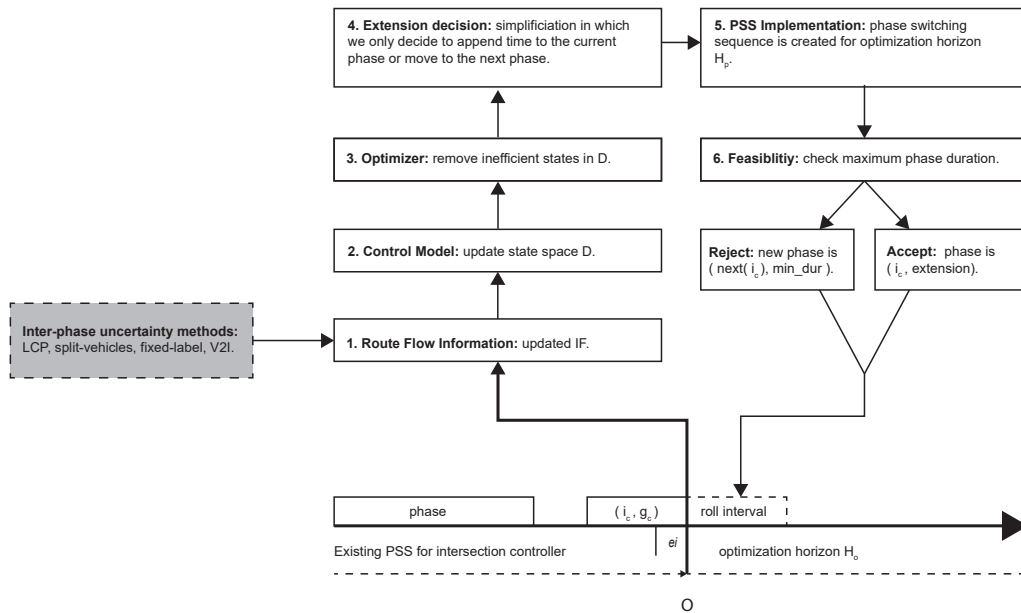 4. Extension decision: simplificiation in which
we only decide to append time to the current
phase or move to the next phase.
5. PSS Implementation: phase switching
sequence is created for optimization horizon
Hp.
3. Optimizer: remove inefficient states in D.
6. Feasiblitiy: check maximum phase duration.
2. Control Model: update state space D.
Reject: new phase is
( next( ic), min_dur ).
Accept: phase is
( ic , extension).
Inter-phase uncertainty methods:
LCP, split-vehicles, fixed-label, V2I.
1. Route Flow Information: updated IF.
phase
( ic , gc )
roll interval
Existing PSS for intersection controller
ei
optimization horizon Ho
O